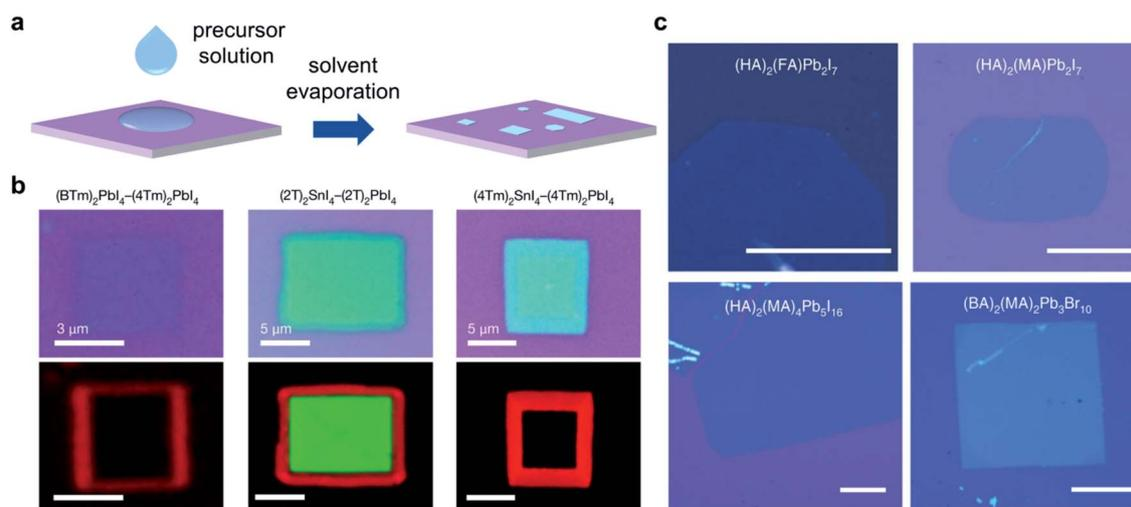 a
precursor
solution
solvent
evaporation
b
(BTm)₂PbI₄–(4Tm)₂PbI₄
(2T)₂SnI₄–(2T)₂PbI₄
(4Tm)₂SnI₄–(4Tm)₂PbI₄
3 μm
5 μm
5 μm
c
(HA)₂(FA)Pb₂I₇
(HA)₂(MA)Pb₂I₇
(HA)₂(MA)₄Pb₅I₁₆
(BA)₂(MA)₂Pb₃Br₁₀